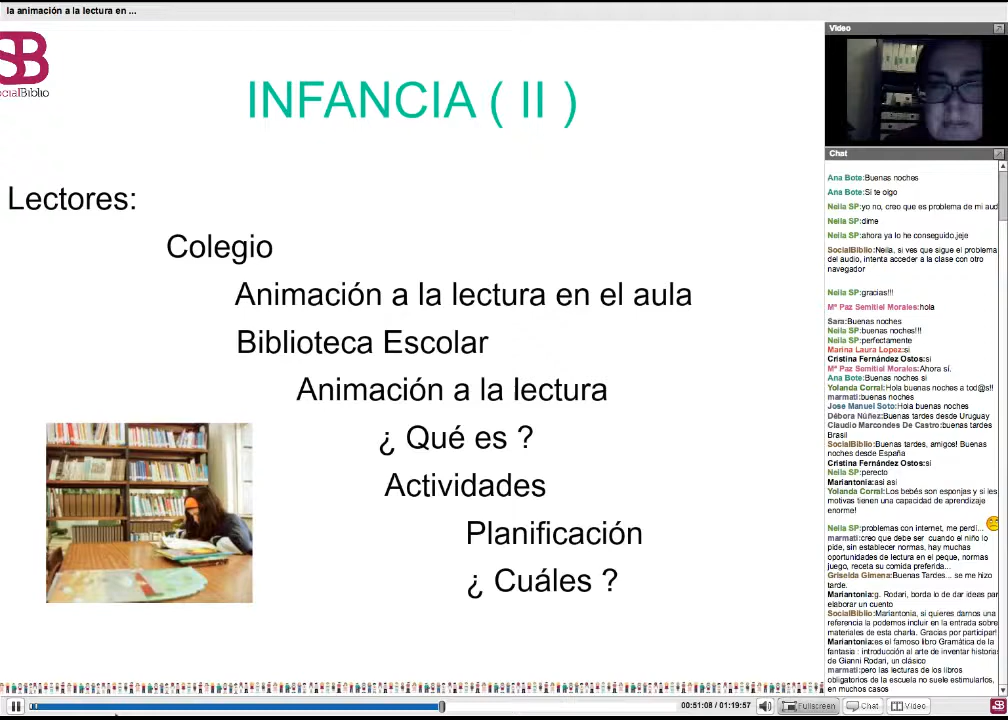 la animación a la lectura en ...
SB
ocialBiblio
INFANCIA ( II )
Lectores:
Colegio
Animación a la lectura en el aula
Biblioteca Escolar
Animación a la lectura
¿ Qué es ?
Actividades
Planificación
¿ Cuáles ?
Video
Chat
Ana Bote:Buenas noches
Ana Bote:Si te oigo
Neila SP:yo no, creo que es problema de mi aud
Neila SP:dime
Neila SP:ahora ya lo he conseguido,jeje
SocialBiblio:Neila, si ves que sigue el problema
del audio, intenta acceder a la clase con otro
navegador
Neila SP:gracias!!!
Mª Paz Semitiel Morales:hola
Sara:Buenas noches
Neila SP:buenas noches!!!
Neila SP:perfectamente
Marina Laura Lopez:si
Cristina Fernández Ostos:si
Mª Paz Semitiel Morales:Ahora sí.
Ana Bote:Buenas noches si
Yolanda Corral:Hola buenas noches a tod@s!!
marmati:buenas noches
Jose Manuel Soto:Hola buenas noches
Débora Núñez:Buenas tardes desde Uruguay
Claudio Marcondes De Castro:buenas tardes
Brasil
SocialBiblio:Buenas tardes, amigos! Buenas
noches desde España
Cristina Fernández Ostos:sí
Neila SP:perecto
Mariantonia:asi asi
Yolanda Corral:Los bebés son esponjas y si les
motivas tienen una capacidad de aprendizaje
enorme!
Neila SP:problemas con internet, me perdí...
marmati:creo que debe ser cuando el niño lo
pide, sin establecer normas, hay muchas
oportunidades de lectura en el peque, normas
juego, receta su comida preferida...
Griselda Gimena:Buenas Tardes... se me hizo
tarde.
Mariantonia:g. Rodari, borda lo de dar ideas par
elaborar un cuento
SocialBiblio:Mariantonia, si quieres darnos una
referencia la podemos incluir en la entrada sobre
materiales de esta charla. Gracias por participar!
Mariantonia:es el famoso libro Gramática de la
fantasia : introducción al arte de inventar historias
de Gianni Rodari, un clásico
marmati:pero las lecturas de los libros
obligatorios de la escuela no suele estimularlos,
en muchos casos
00:51:08 / 01:19:57
Fullscreen
Chat
Video
SB